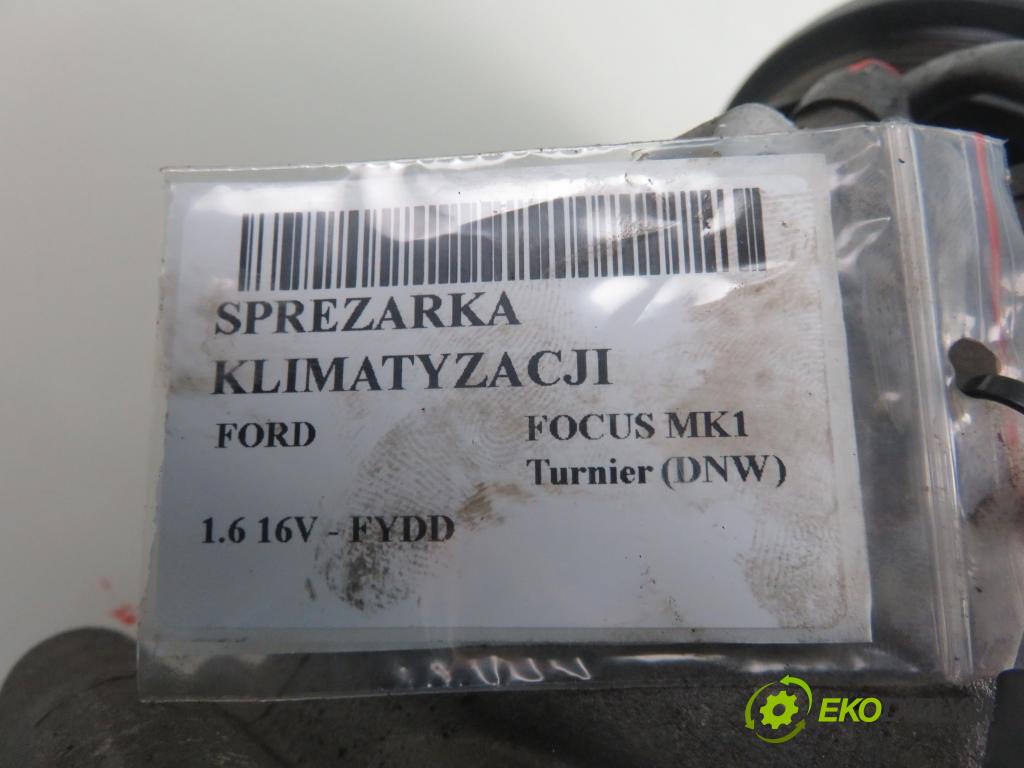 SPREZARKA
KLIMATYZACJI
FORD
FOCUS MK1
Turnier (DNW)
1.6 16V - FYDD
EKO